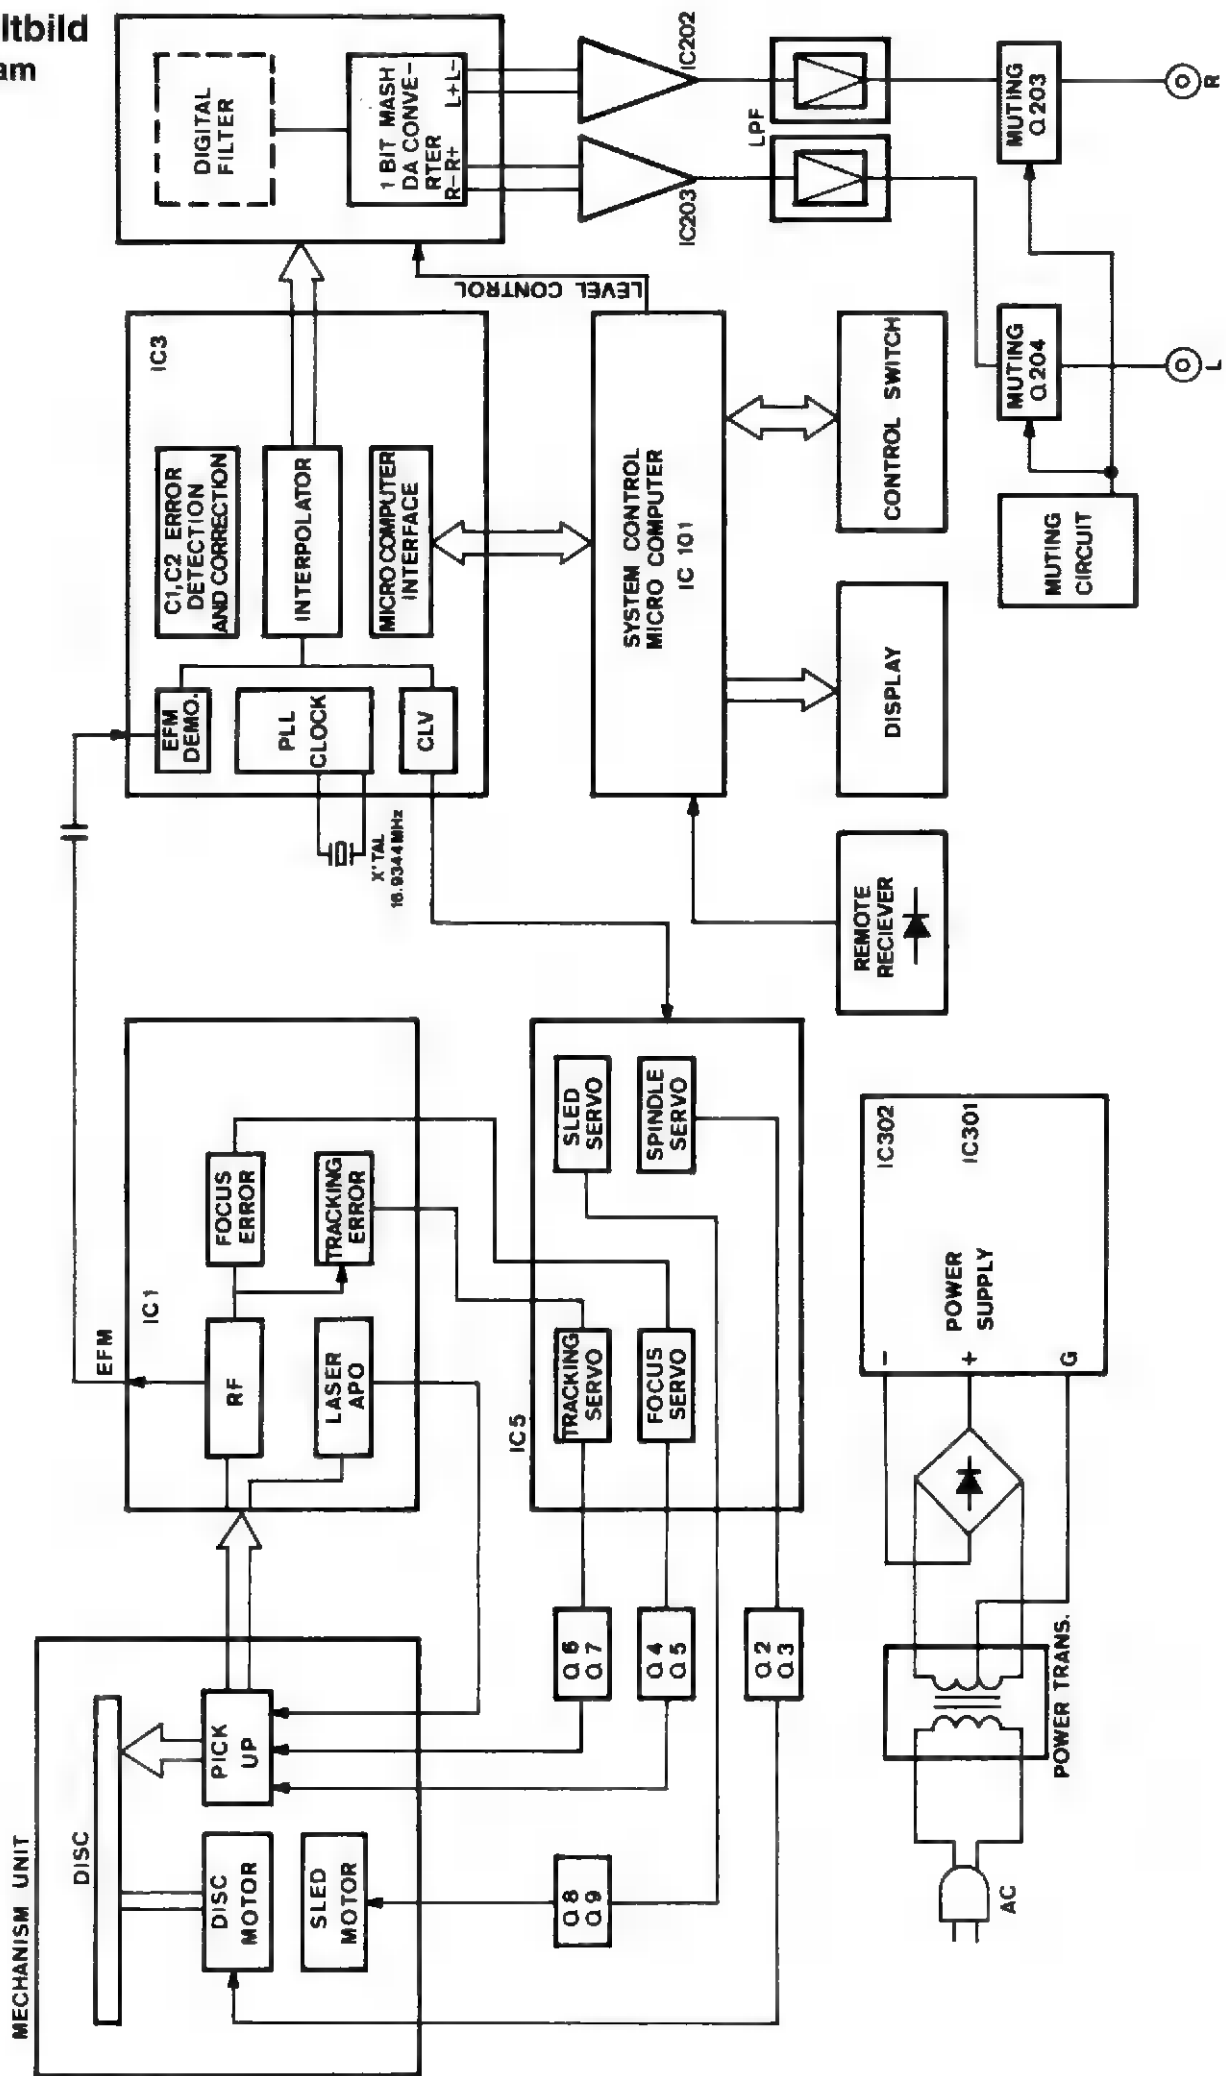 ltbild
am
MECHANISM UNIT
DISC
DISC
MOTOR
SLED
MOTOR
PICK
UP
EFM
IC1
RF
LASER
APO
FOCUS
ERROR
TRACKING
ERROR
Q8
Q9
Q6
Q7
Q4
Q5
Q2
Q3
IC5
TRACKING
SERVO
FOCUS
SERVO
SLED
SERVO
SPINDLE
SERVO
X'TAL
16.9344MHz
IC3
EFM
DEMO.
PLL
CLOCK
CLV
C1,C2 ERROR
DETECTION
AND CORRECTION
INTERPOLATOR
MICRO COMPUTER
INTERFACE
DIGITAL
FILTER
1 BIT MASH
DA CONVE-
RTER
R- R+
L+ L-
LEVEL CONTROL
SYSTEM CONTROL
MICRO COMPUTER
IC 101
REMOTE
RECIEVER
DISPLAY
CONTROL SWITCH
IC203
IC202
LPF
MUTING
Q203
MUTING
Q204
MUTING
CIRCUIT
L
R
AC
POWER TRANS.
-
+
G
POWER
SUPPLY
IC302
IC301